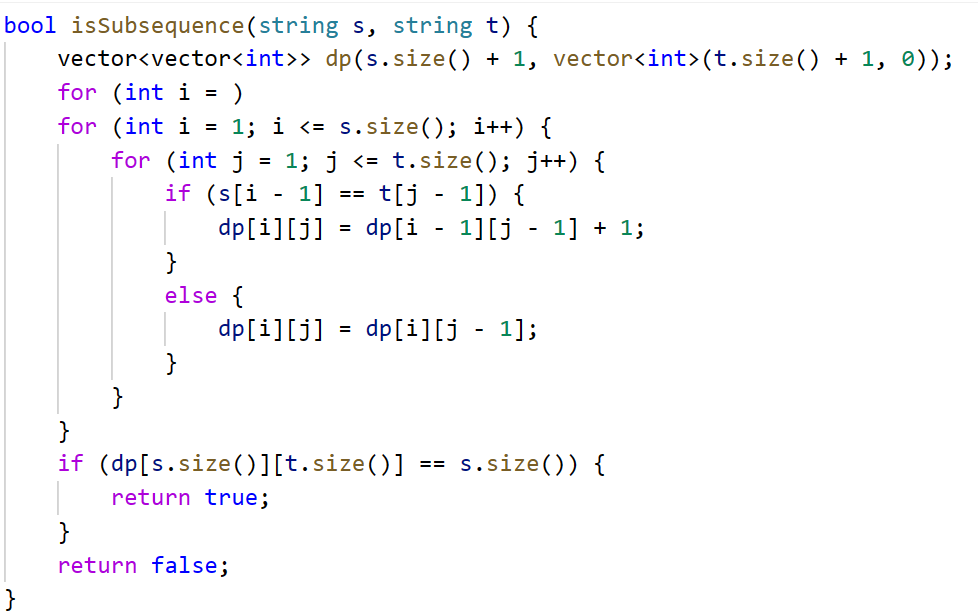 bool isSubsequence(string s, string t) {
    vector<vector<int>> dp(s.size() + 1, vector<int>(t.size() + 1, 0));
    for (int i = )
    for (int i = 1; i <= s.size(); i++) {
        for (int j = 1; j <= t.size(); j++) {
            if (s[i - 1] == t[j - 1]) {
                dp[i][j] = dp[i - 1][j - 1] + 1;
            }
            else {
                dp[i][j] = dp[i][j - 1];
            }
        }
    }
    if (dp[s.size()][t.size()] == s.size()) {
        return true;
    }
    return false;
}